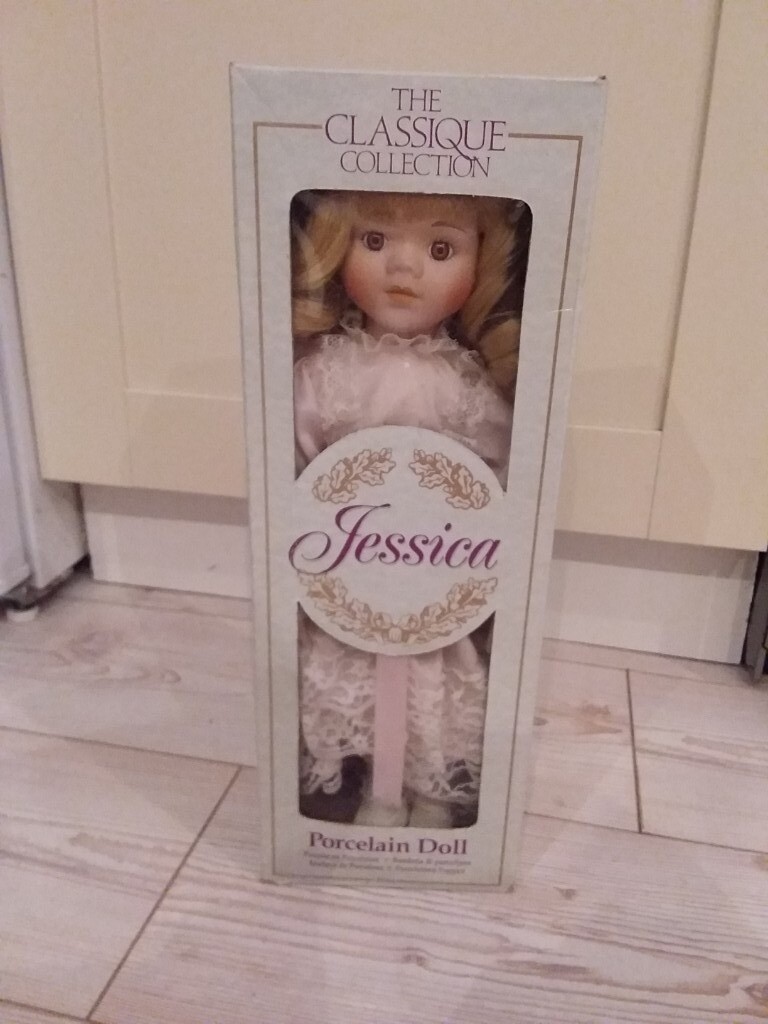 THE
CLASSIQUE
COLLECTION
Jessica
Porcelain Doll